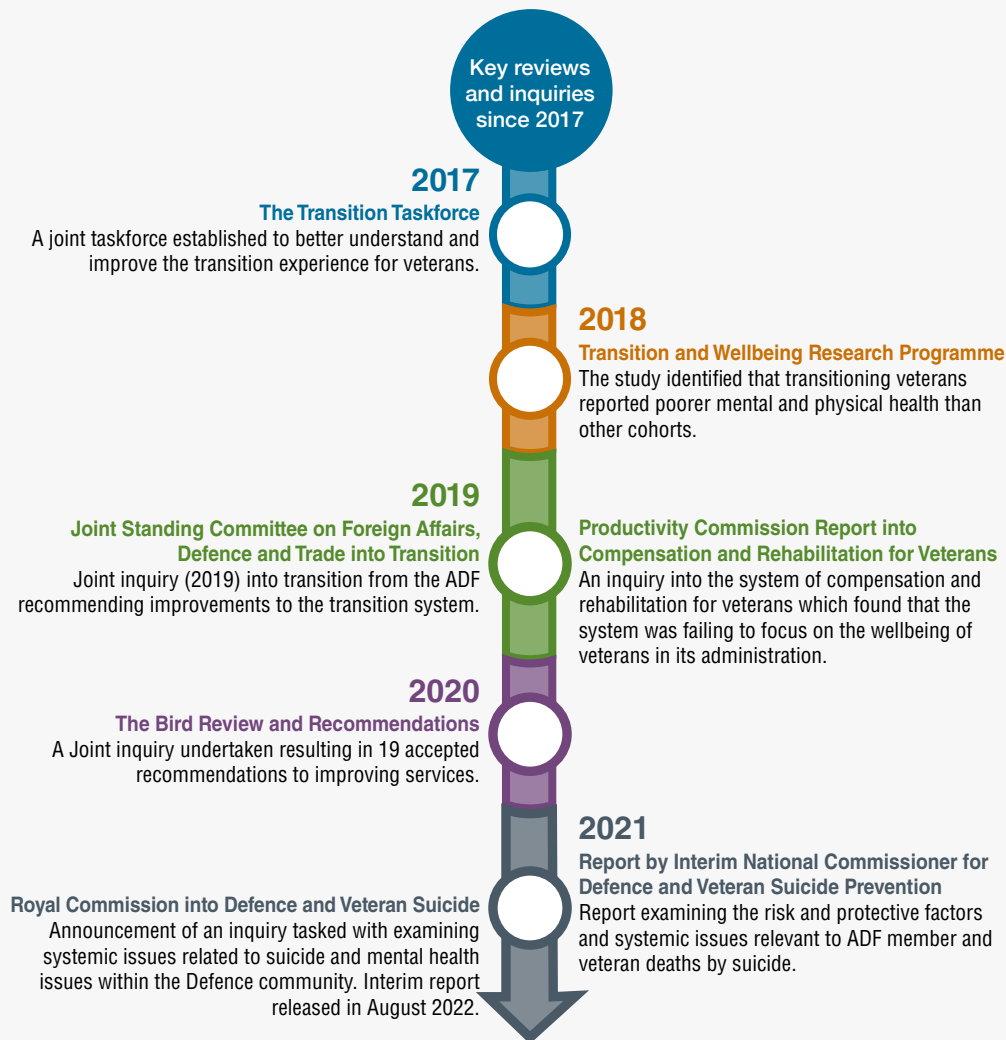 Key reviews
and inquiries
since 2017
2017
The Transition Taskforce
A joint taskforce established to better understand and
improve the transition experience for veterans.
2018
Transition and Wellbeing Research Programme
The study identified that transitioning veterans
reported poorer mental and physical health than
other cohorts.
2019
Joint Standing Committee on Foreign Affairs,
Defence and Trade into Transition
Joint inquiry (2019) into transition from the ADF
recommending improvements to the transition system.
Productivity Commission Report into
Compensation and Rehabilitation for Veterans
An inquiry into the system of compensation and
rehabilitation for veterans which found that the
system was failing to focus on the wellbeing of
veterans in its administration.
2020
The Bird Review and Recommendations
A Joint inquiry undertaken resulting in 19 accepted
recommendations to improving services.
2021
Report by Interim National Commissioner for
Defence and Veteran Suicide Prevention
Report examining the risk and protective factors
and systemic issues relevant to ADF member and
veteran deaths by suicide.
Royal Commission into Defence and Veteran Suicide
Announcement of an inquiry tasked with examining
systemic issues related to suicide and mental health
issues within the Defence community. Interim report
released in August 2022.